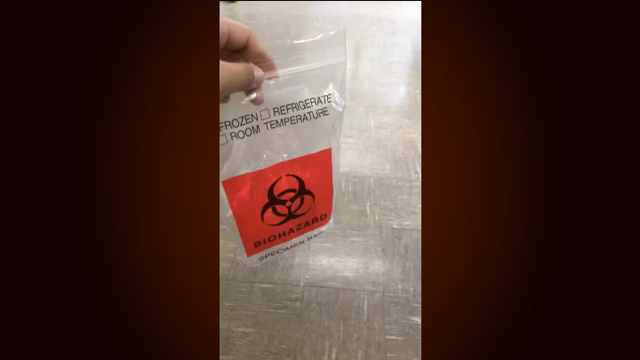 FROZEN REFRIGERATE
ROOM TEMPERATURE
BIOHAZARD
SPECIMEN BAG